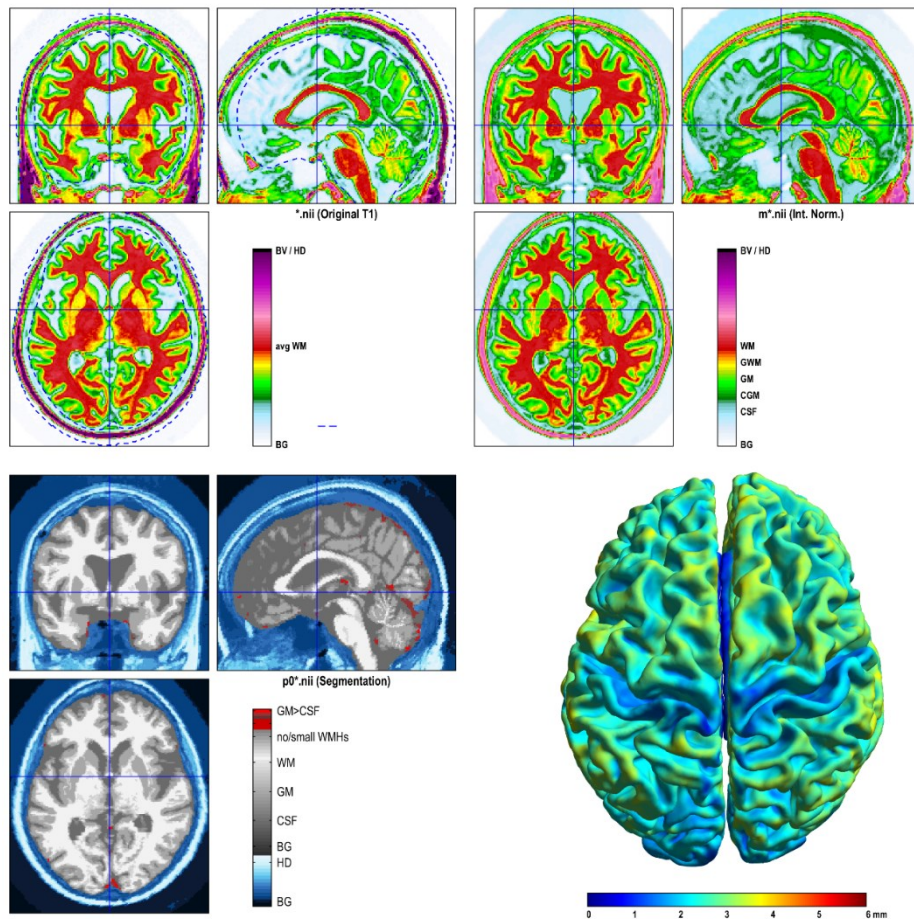 *.nii (Original T1)
BV / HD
avg WM
BG
m*.nii (Int. Norm.)
BV / HD
WM
GWM
GM
CGM
CSF
BG
p0*.nii (Segmentation)
GM>CSF
no/small WMHs
WM
GM
CSF
BG
HD
BG
0 1 2 3 4 5 6 mm